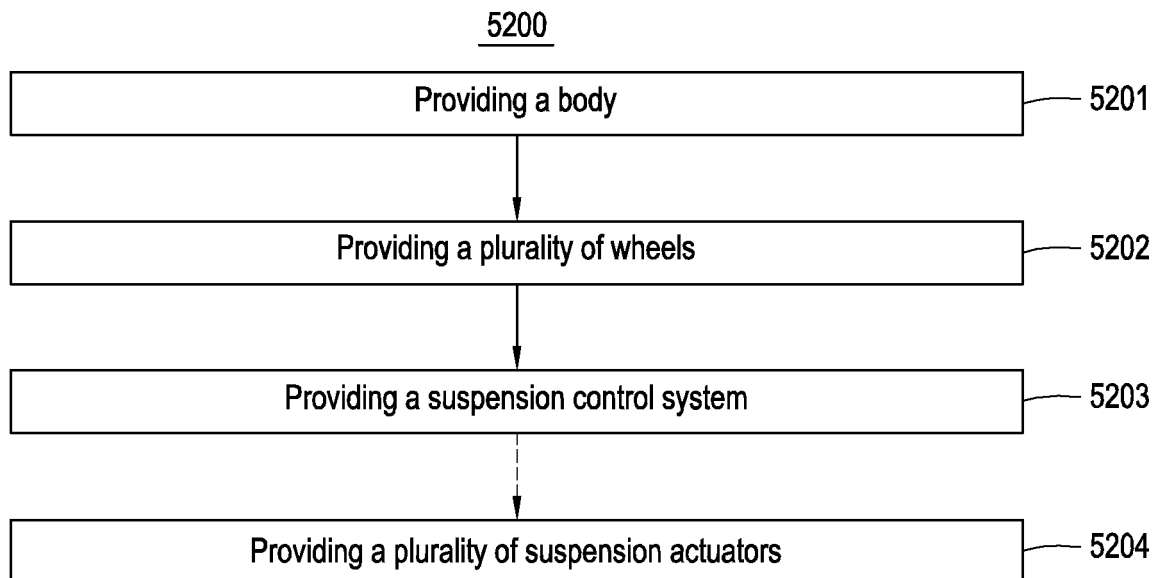 5200
Providing a body
5201
Providing a plurality of wheels
5202
Providing a suspension control system
5203
Providing a plurality of suspension actuators
5204